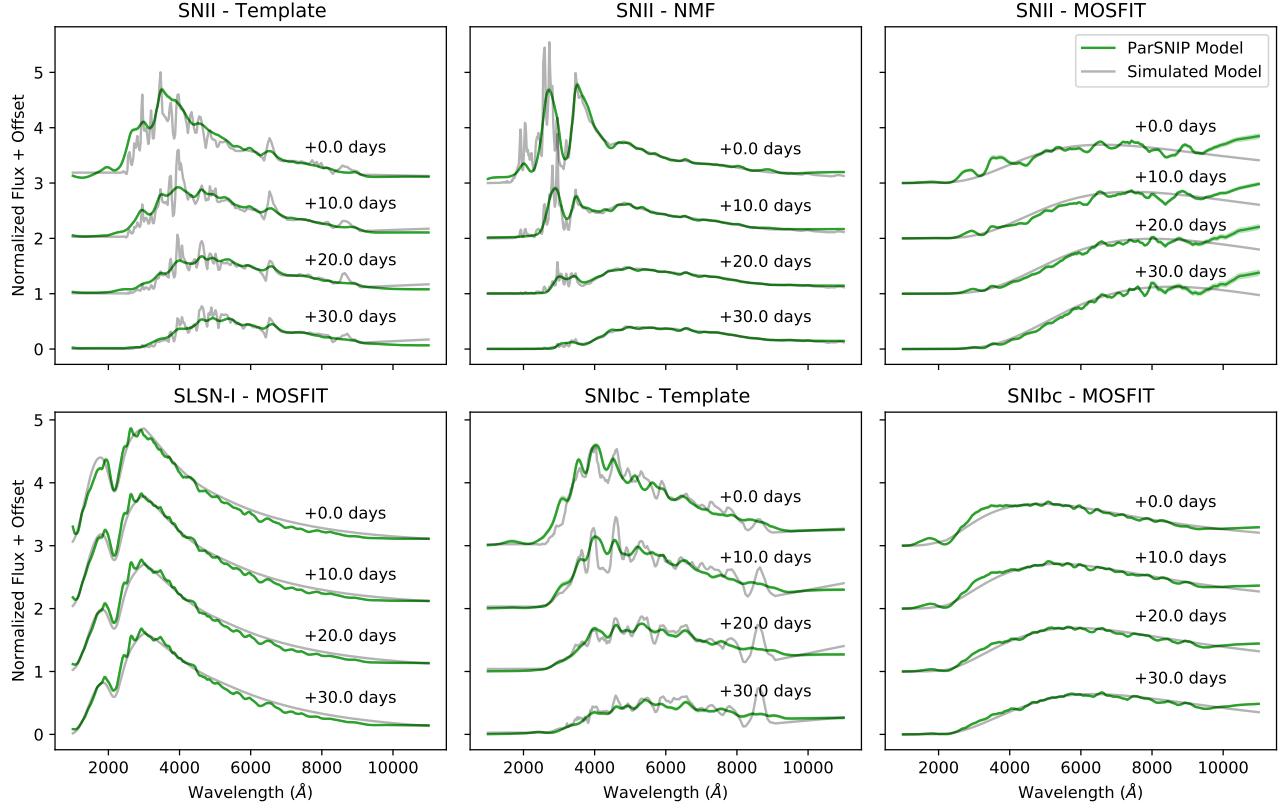 SNII - Template
SNII - NMF
SNII - MOSFIT
Normalized Flux + Offset
5
4
3
2
1
0
+0.0 days
+10.0 days
+20.0 days
+30.0 days
+0.0 days
+10.0 days
+20.0 days
+30.0 days
ParSNIP Model
Simulated Model
+0.0 days
+10.0 days
+20.0 days
+30.0 days
SLSN-I - MOSFIT
SNIbc - Template
SNIbc - MOSFIT
Normalized Flux + Offset
5
4
3
2
1
0
+0.0 days
+10.0 days
+20.0 days
+30.0 days
+0.0 days
+10.0 days
+20.0 days
+30.0 days
+0.0 days
+10.0 days
+20.0 days
+30.0 days
2000 4000 6000 8000 10000
2000 4000 6000 8000 10000
2000 4000 6000 8000 10000
Wavelength (Å)
Wavelength (Å)
Wavelength (Å)